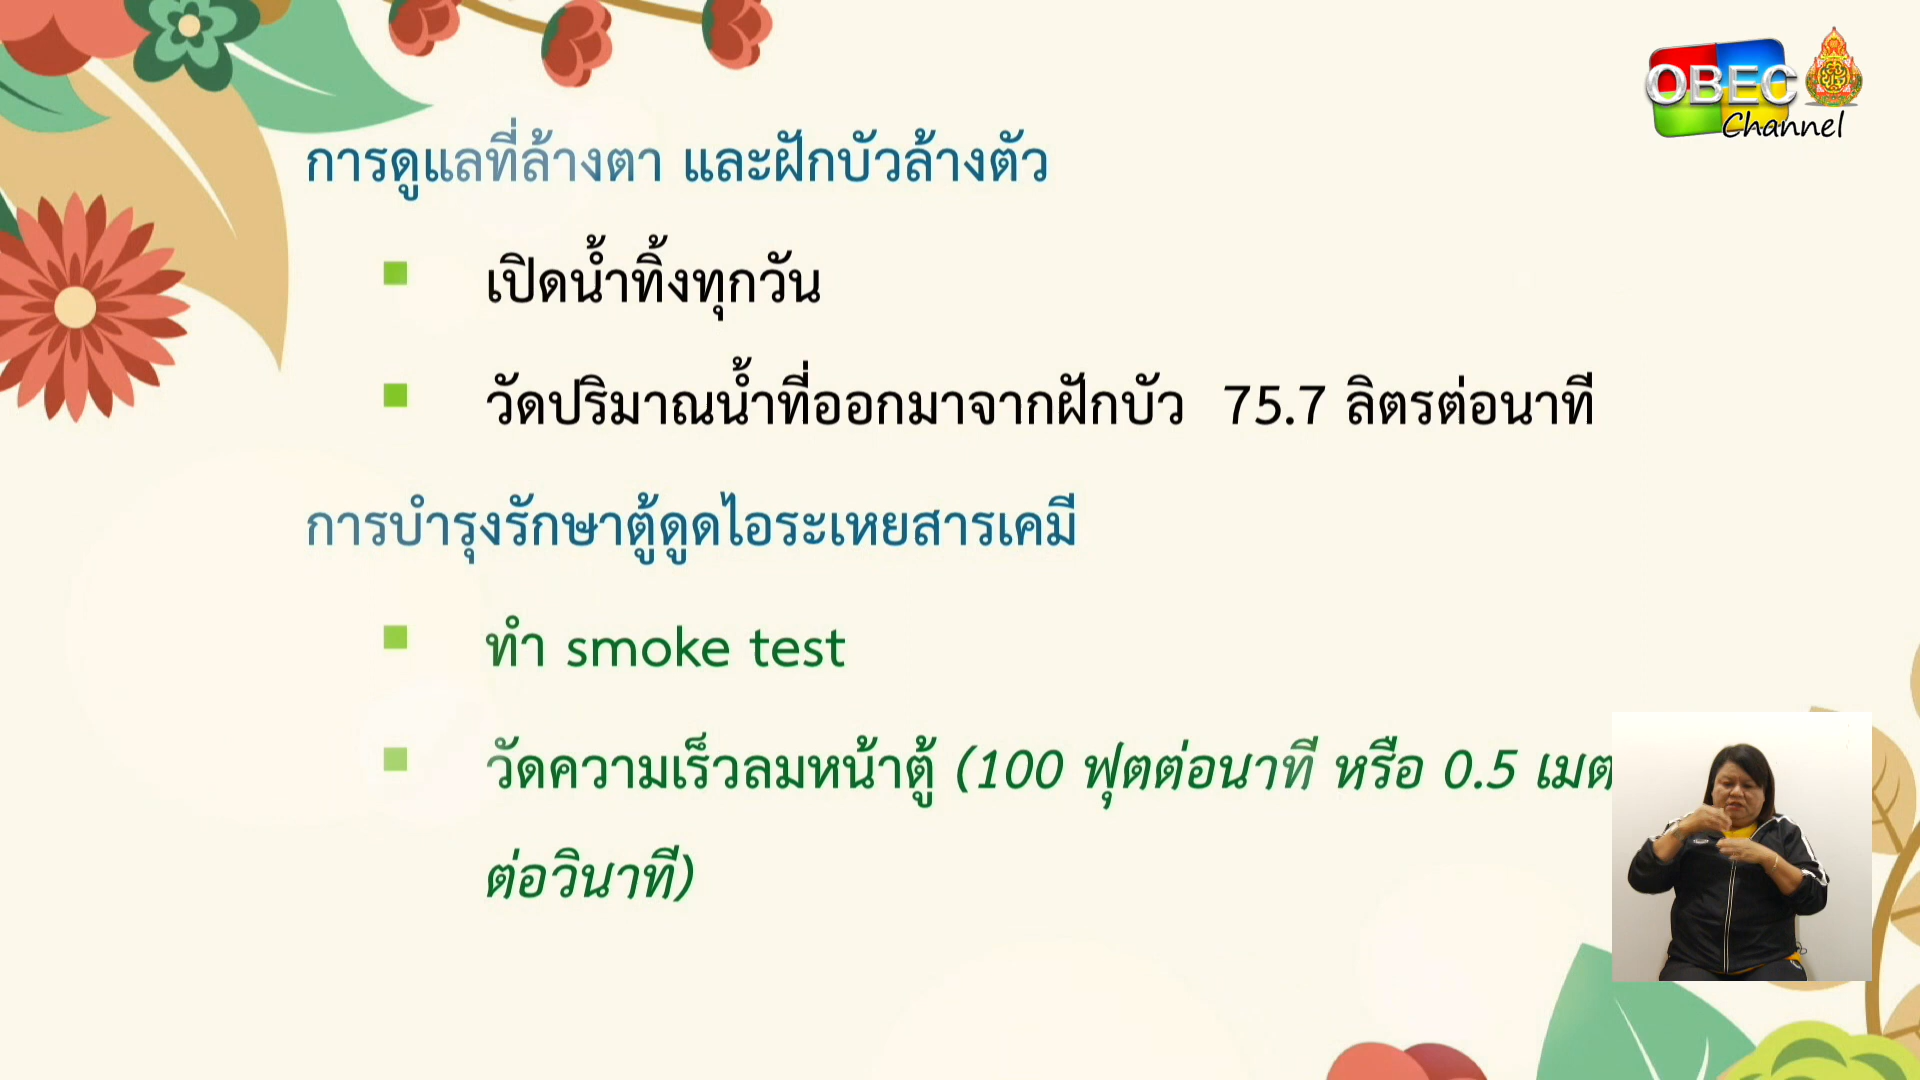 OBEC
Channel
การดูแลที่ล้างตา และฝักบัวล้างตัว
เปิดน้ำทิ้งทุกวัน
วัดปริมาณน้ำที่ออกมาจากฝักบัว 75.7 ลิตรต่อนาที
การบำรุงรักษาตู้ดูดไอระเหยสารเคมี
ทำ smoke test
วัดความเร็วลมหน้าตู้ (100 ฟุตต่อนาที หรือ 0.5 เมต
ต่อวินาที)